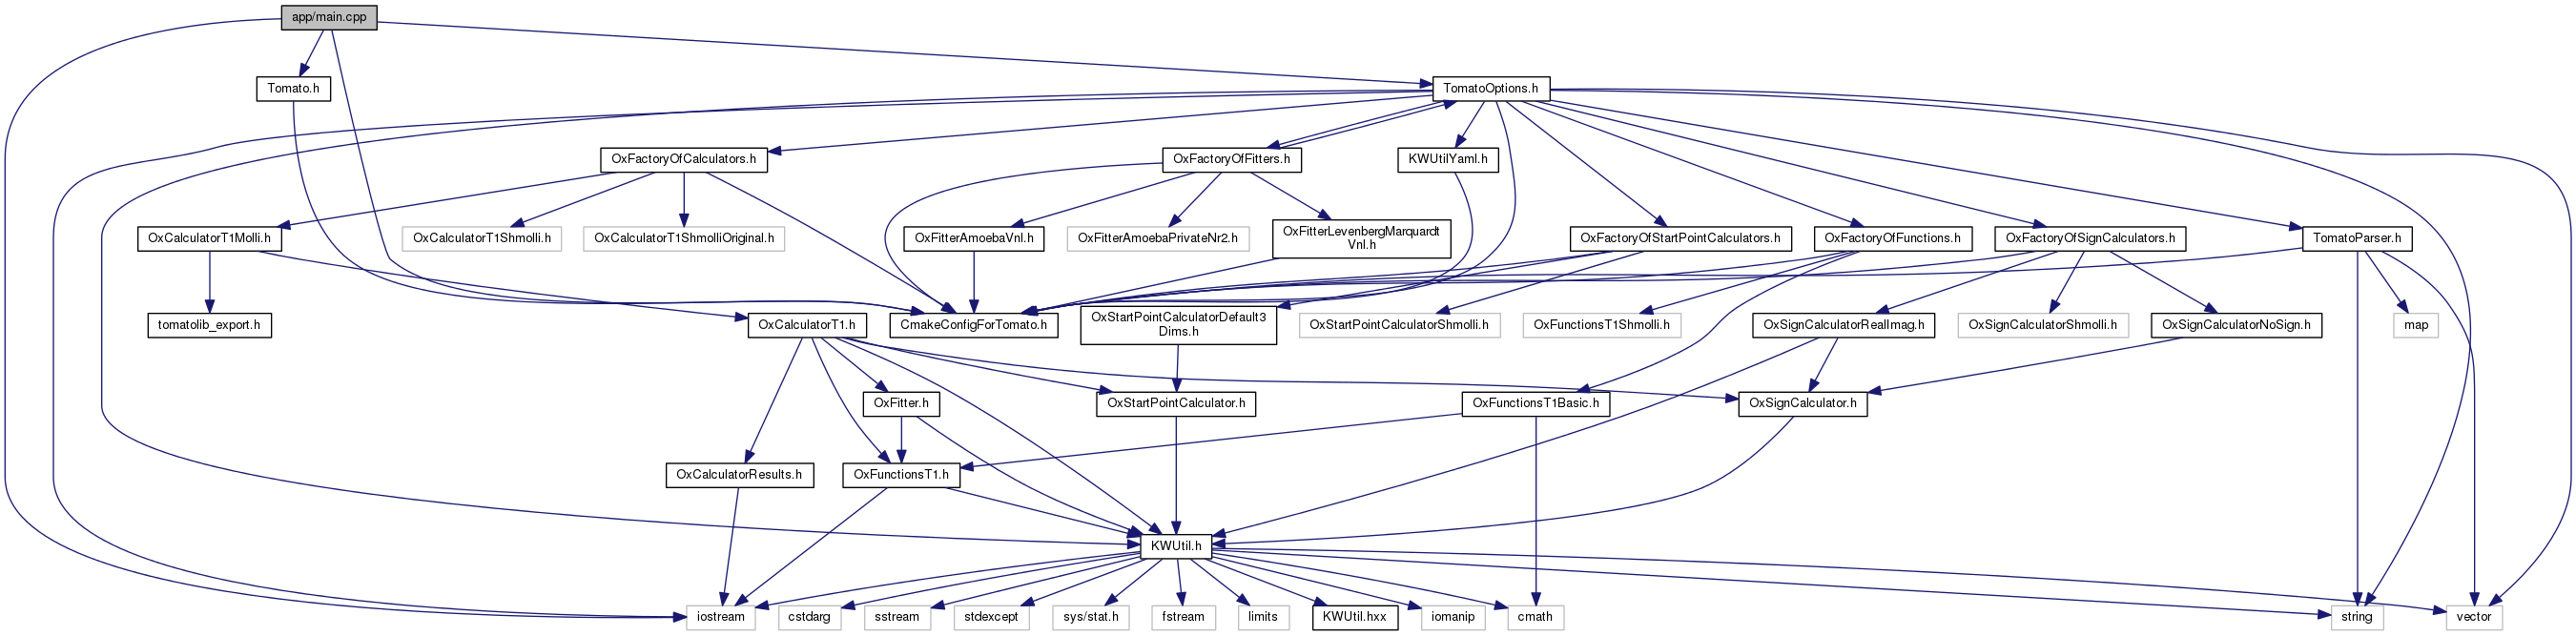 app/main.cpp
Tomato.h
TomatoOptions.h
OxFactoryOfCalculators.h
OxFactoryOfFitters.h
KWUtilYaml.h
OxCalculatorT1Molli.h
OxCalculatorT1Shmolli.h
OxCalculatorT1ShmolliOriginal.h
OxFitterAmoebaVnl.h
OxFitterAmoebaPrivateNr2.h
OxFitterLevenbergMarquardt
Vnl.h
OxFactoryOfStartPointCalculators.h
OxFactoryOfFunctions.h
OxFactoryOfSignCalculators.h
TomatoParser.h
tomatolib_export.h
OxCalculatorT1.h
CmakeConfigForTomato.h
OxStartPointCalculatorDefault3
Dims.h
OxStartPointCalculatorShmolli.h
OxFunctionsT1Shmolli.h
OxSignCalculatorRealImag.h
OxSignCalculatorShmolli.h
OxSignCalculatorNoSign.h
map
OxFitter.h
OxStartPointCalculator.h
OxFunctionsT1Basic.h
OxSignCalculator.h
OxCalculatorResults.h
OxFunctionsT1.h
KWUtil.h
iostream
cstdarg
sstream
stdexcept
sys/stat.h
fstream
limits
KWUtil.hxx
iomanip
cmath
string
vector